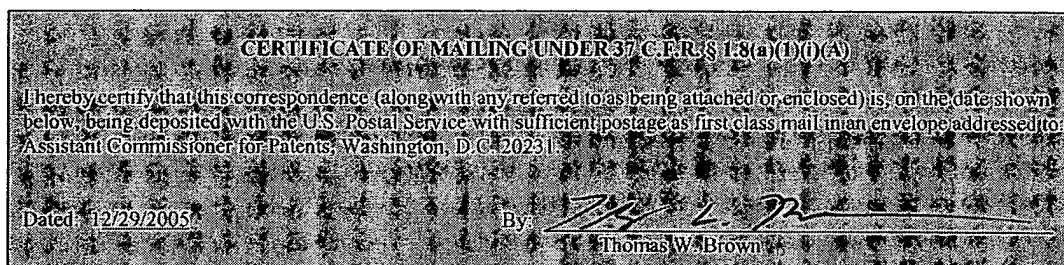 CERTIFICATE OF MAILING UNDER 37 C.F.R. § 1.8(a)(1)(i)(A)
I hereby certify that this correspondence (along with any referred to as being attached or enclosed) is, on the date shown
below, being deposited with the U.S. Postal Service with sufficient postage as first class mail in an envelope addressed to:
Assistant Commissioner for Patents, Washington, D.C. 20231.
Dated: 12/29/2005 By:
Thomas W. Brown